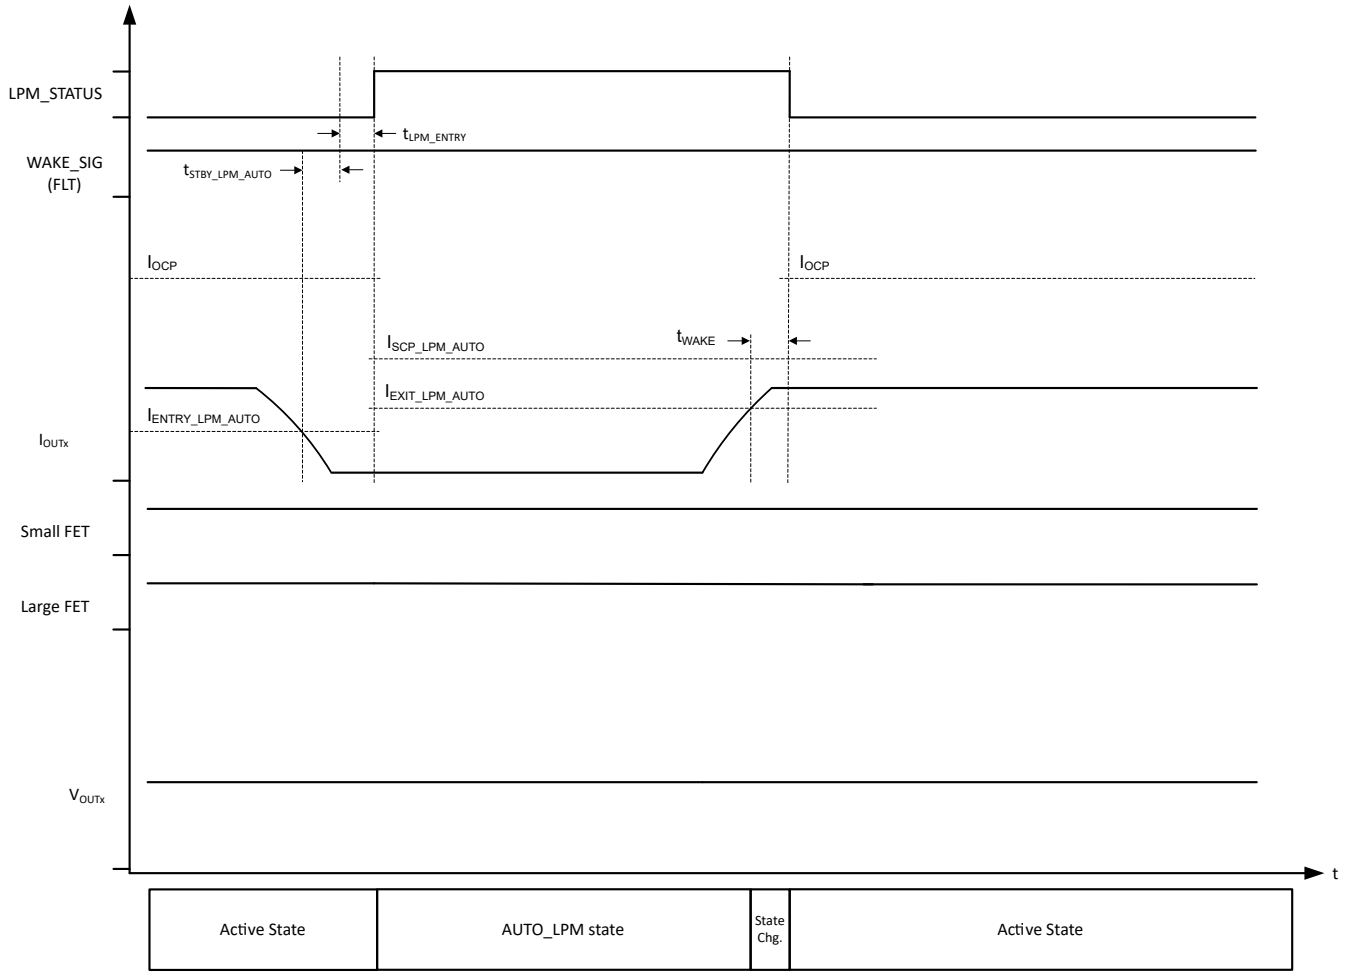 LPM_STATUS
tLPM_ENTRY
WAKE_SIG
(FLT)
tSTBY_LPM_AUTO
IOCP
IOCP
ISCP_LPM_AUTO
tWAKE
IEXIT_LPM_AUTO
IENTRY_LPM_AUTO
IOUTx
Small FET
Large FET
VOUTx
t
Active State
AUTO_LPM state
State
Chg.
Active State